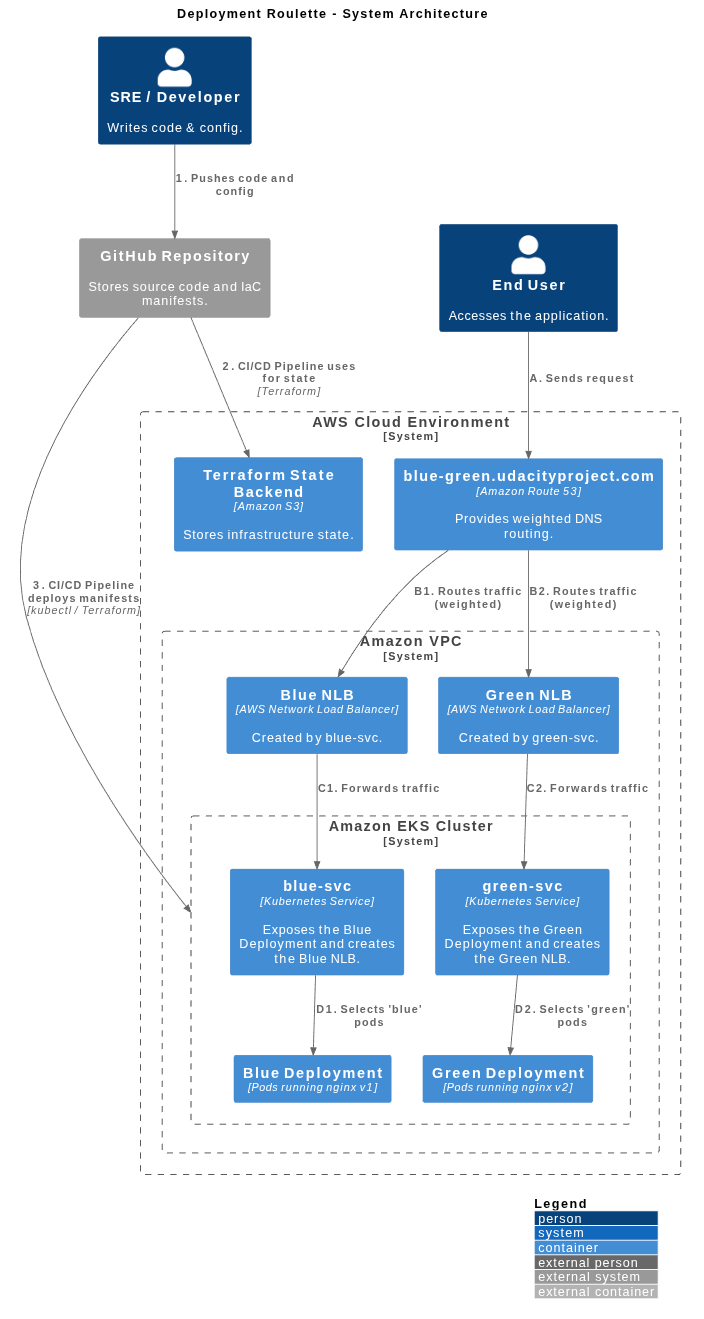 Deployment Roulette - System Architecture
SRE / Developer
Writes code & config.
1. Pushes code and
config
GitHub Repository
Stores source code and IaC
manifests.
End User
Accesses the application.
2. CI/CD Pipeline uses
for state
[Terraform]
A. Sends request
AWS Cloud Environment
[System]
Terraform State
Backend
[Amazon S3]
Stores infrastructure state.
blue-green.udacityproject.com
[Amazon Route 53]
Provides weighted DNS
routing.
3. CI/CD Pipeline
deploys manifests
[kubectl / Terraform]
B1. Routes traffic
(weighted)
B2. Routes traffic
(weighted)
Amazon VPC
[System]
Blue NLB
[AWS Network Load Balancer]
Created by blue-svc.
Green NLB
[AWS Network Load Balancer]
Created by green-svc.
C1. Forwards traffic
C2. Forwards traffic
Amazon EKS Cluster
[System]
blue-svc
[Kubernetes Service]
Exposes the Blue
Deployment and creates
the Blue NLB.
green-svc
[Kubernetes Service]
Exposes the Green
Deployment and creates
the Green NLB.
D1. Selects 'blue'
pods
D2. Selects 'green'
pods
Blue Deployment
[Pods running nginx v1]
Green Deployment
[Pods running nginx v2]
Legend
person
system
container
external person
external system
external container